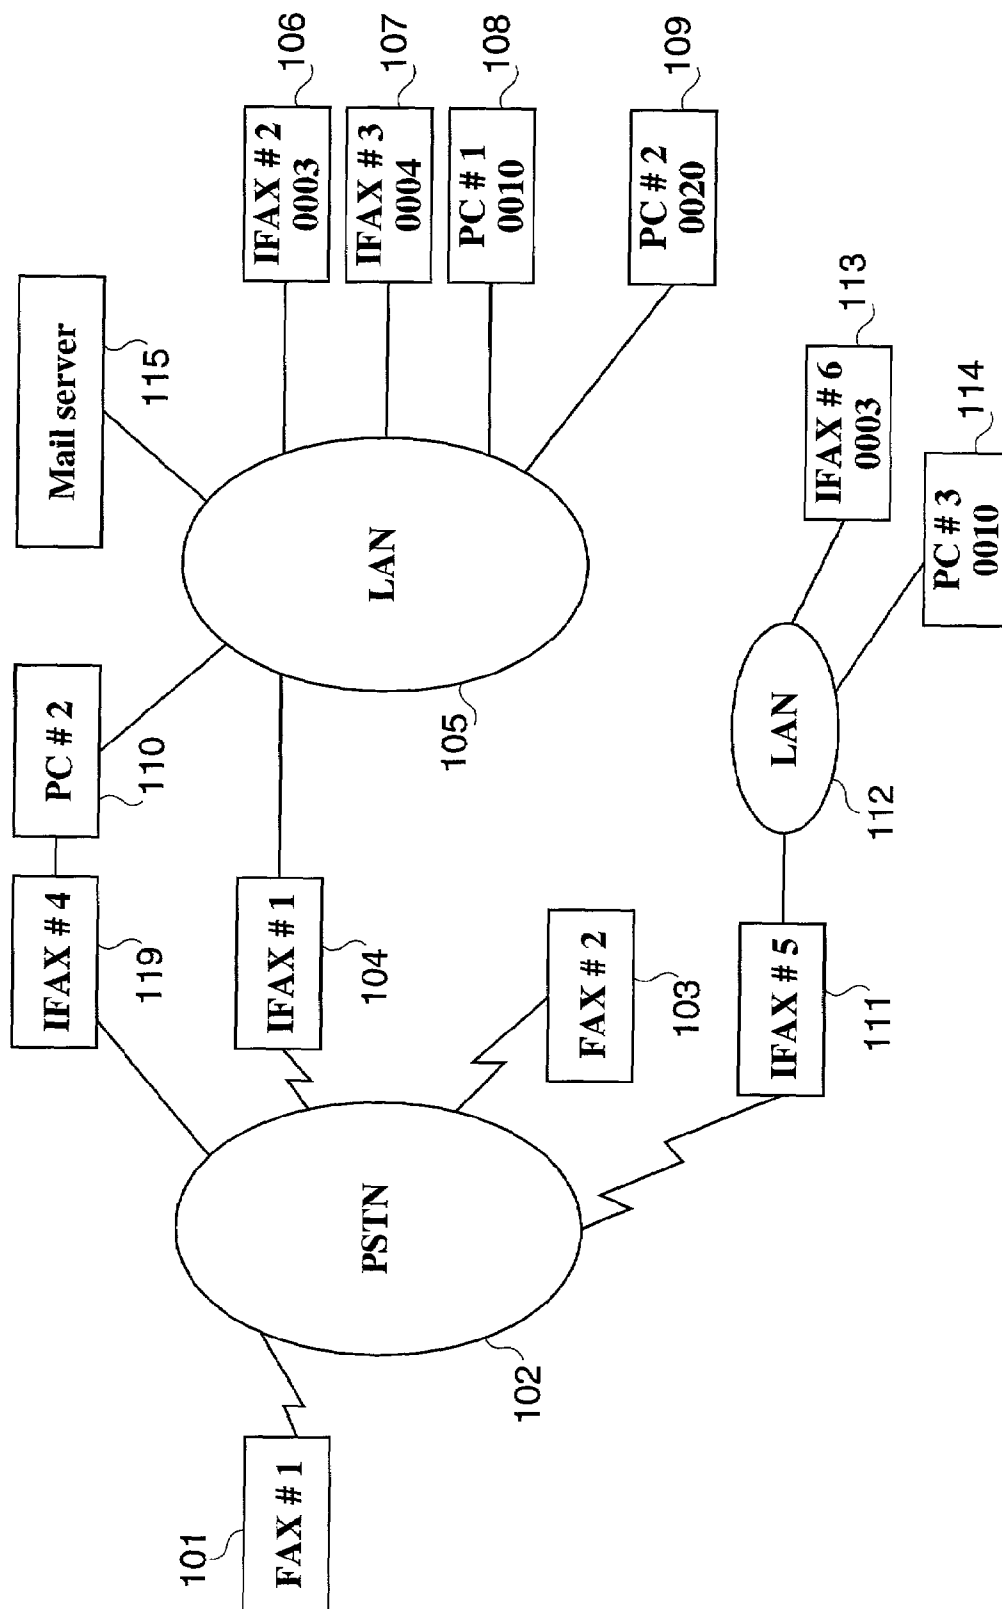 FAX # 1
101
PSTN
102
IFAX # 4
119
PC # 2
110
IFAX # 1
104
FAX # 2
103
IFAX # 5
111
Mail server
115
LAN
105
IFAX # 2
0003
106
IFAX # 3
0004
107
PC # 1
0010
108
PC # 2
0020
109
LAN
112
IFAX # 6
0003
113
PC # 3
0010
114